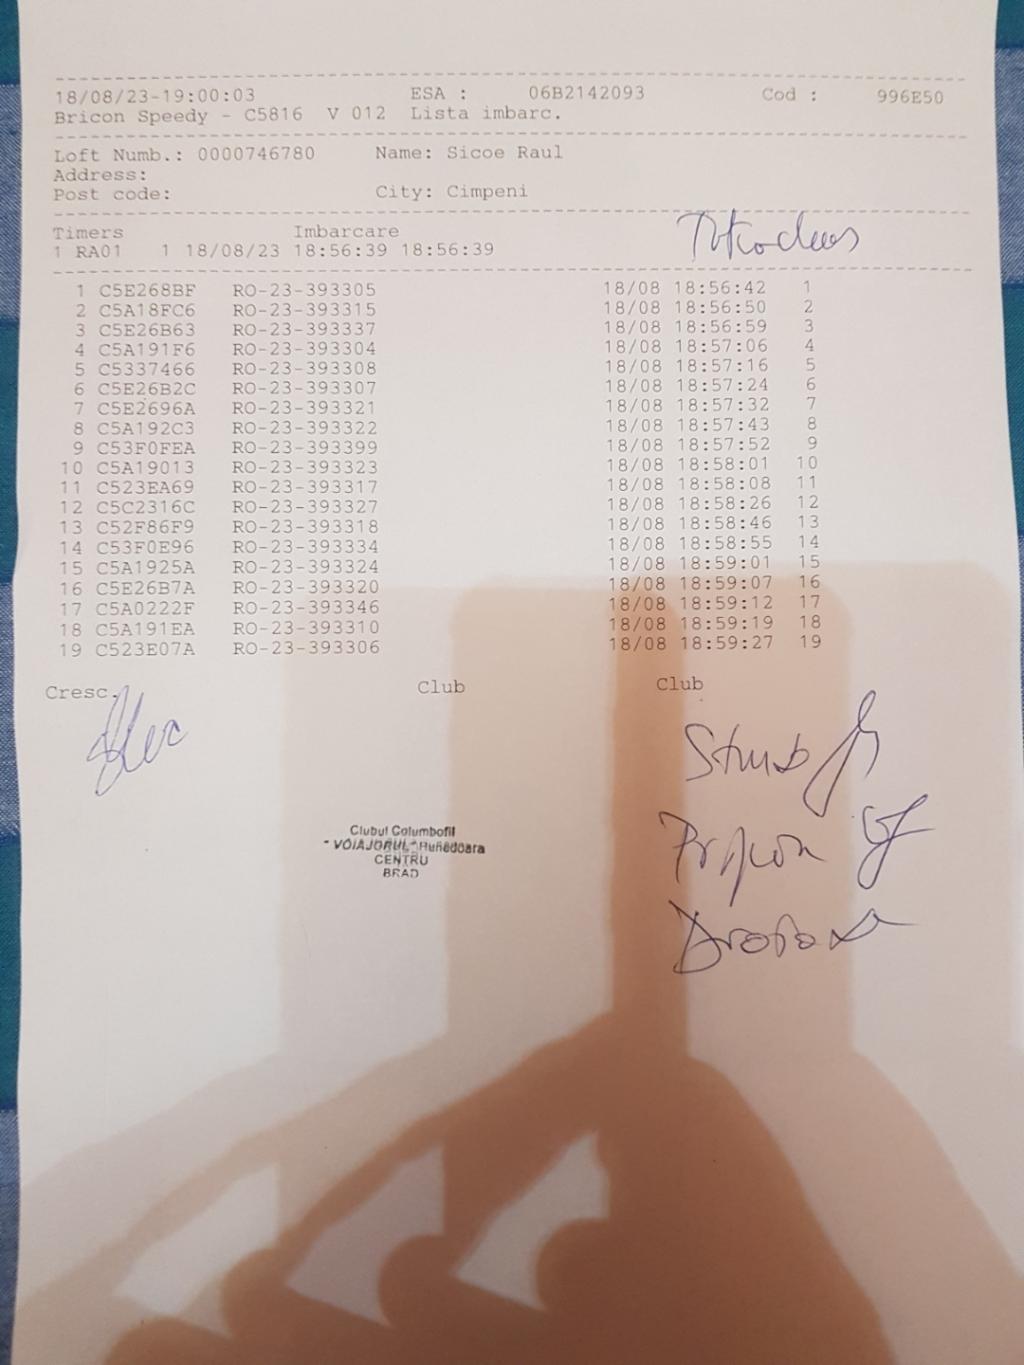 18/08/23-19:00:03 ESA : 06B2142093 Cod : 996E50
Bricon Speedy - C5816 V 012 Lista imbarc.
Loft Numb.: 0000746780 Name: Sicoe Raul
Address:
Post code: City: Cimpeni
Timers Imbarcare
1 RA01 1 18/08/23 18:56:39 18:56:39
1 C5E268BF RO-23-393305 18/08 18:56:42 1
2 C5A18FC6 RO-23-393315 18/08 18:56:50 2
3 C5E26B63 RO-23-393337 18/08 18:56:59 3
4 C5A191F6 RO-23-393304 18/08 18:57:06 4
5 C5337466 RO-23-393308 18/08 18:57:16 5
6 C5E26B2C RO-23-393307 18/08 18:57:24 6
7 C5E2696A RO-23-393321 18/08 18:57:32 7
8 C5A192C3 RO-23-393322 18/08 18:57:43 8
9 C53F0FEA RO-23-393399 18/08 18:57:52 9
10 C5A19013 RO-23-393323 18/08 18:58:01 10
11 C523EA69 RO-23-393317 18/08 18:58:08 11
12 C5C2316C RO-23-393327 18/08 18:58:26 12
13 C52F86F9 RO-23-393318 18/08 18:58:46 13
14 C53F0E96 RO-23-393334 18/08 18:58:55 14
15 C5A1925A RO-23-393324 18/08 18:59:01 15
16 C5E26B7A RO-23-393320 18/08 18:59:07 16
17 C5A0222F RO-23-393346 18/08 18:59:12 17
18 C5A191EA RO-23-393310 18/08 18:59:19 18
19 C523E07A RO-23-393306 18/08 18:59:27 19
Cresc. Club Club
Clubul Columbofil
"VOIAJORUL" Hunedoara
CENTRU
BRAD